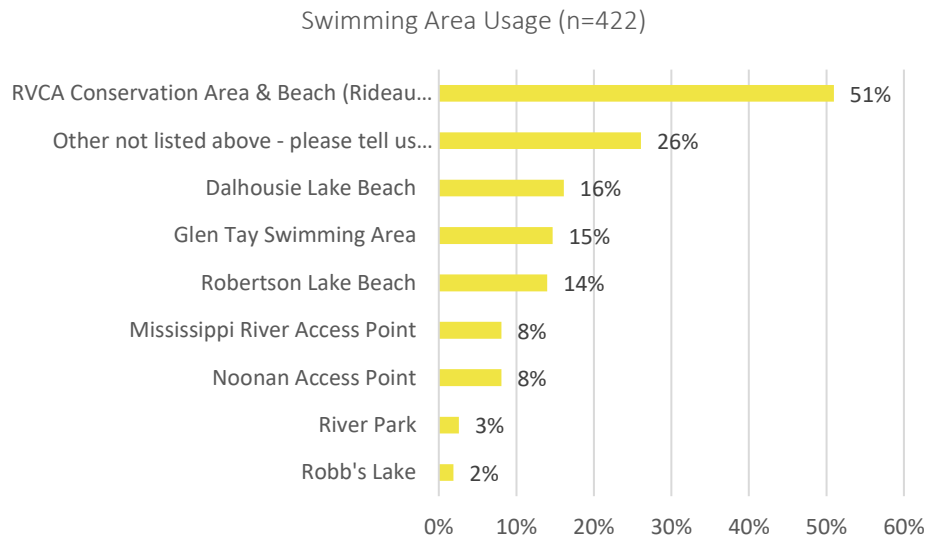 Swimming Area Usage (n=422)
RVCA Conservation Area & Beach (Rideau... 51%
Other not listed above - please tell us... 26%
Dalhousie Lake Beach 16%
Glen Tay Swimming Area 15%
Robertson Lake Beach 14%
Mississippi River Access Point 8%
Noonan Access Point 8%
River Park 3%
Robb's Lake 2%
0% 10% 20% 30% 40% 50% 60%